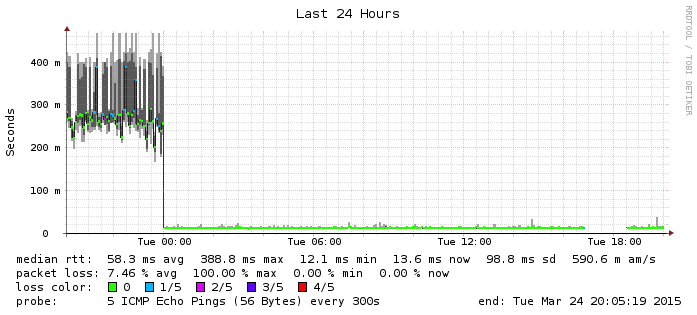 Last 24 Hours
RRDTOOL / TOBI OETIKER
Seconds
400 m
300 m
200 m
100 m
0
Tue 00:00 Tue 06:00 Tue 12:00 Tue 18:00
median rtt: 58.3 ms avg 388.8 ms max 12.1 ms min 13.6 ms now 98.8 ms sd 590.6 m am/s
packet loss: 7.46 % avg 100.00 % max 0.00 % min 0.00 % now
loss color: 0 1/5 2/5 3/5 4/5
probe: 5 ICMP Echo Pings (56 Bytes) every 300s end: Tue Mar 24 20:05:19 2015